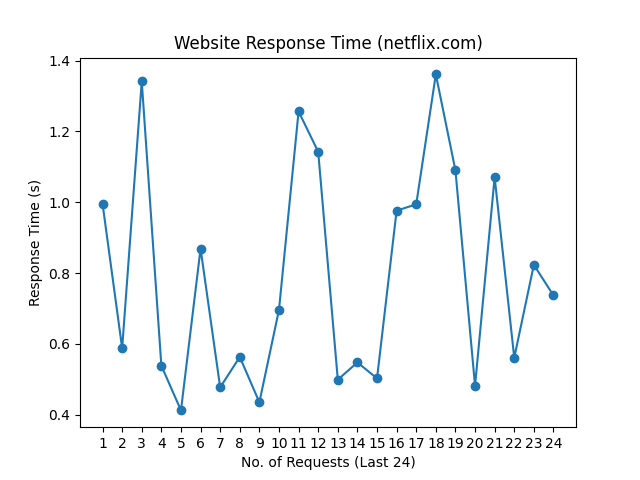 Website Response Time (netflix.com)
1.4
1.2
1.0
0.8
0.6
0.4
Response Time (s)
1 2 3 4 5 6 7 8 9 10 11 12 13 14 15 16 17 18 19 20 21 22 23 24
No. of Requests (Last 24)